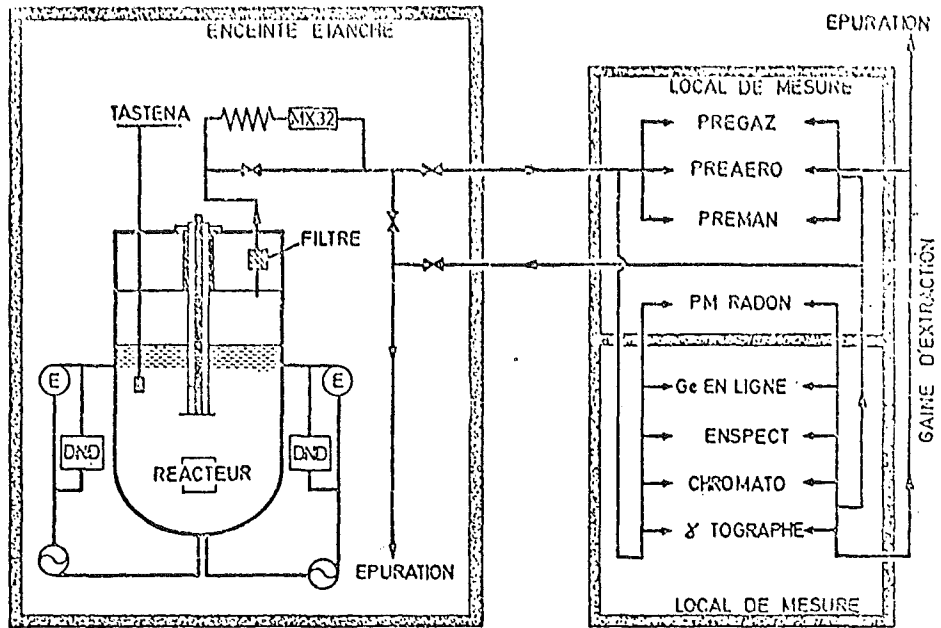 ENCEINTE ETANCHE
TASTENA
MX32
FILTRE
E
E
DND
DND
REACTEUR
EPURATION
EPURATION
LOCAL DE MESURE
PREGAZ
PREAERO
PREMAN
PM RADON
Ge EN LIGNE
ENSPECT
CHROMATO
γ TOGRAPHE
LOCAL DE MESURE
GAINE D'EXTRACTION